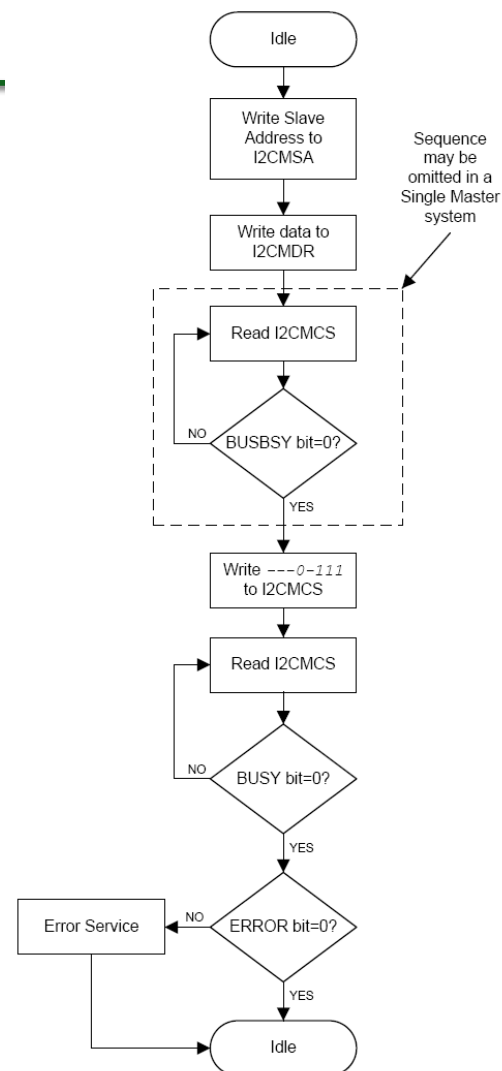 Idle
Write Slave
Address to
I2CMSA
Sequence
may be
omitted in a
Single Master
system
Write data to
I2CMDR
Read I2CMCS
NO
BUSBSY bit=0?
YES
Write ---0-111
to I2CMCS
Read I2CMCS
NO
BUSY bit=0?
YES
Error Service
NO
ERROR bit=0?
YES
Idle